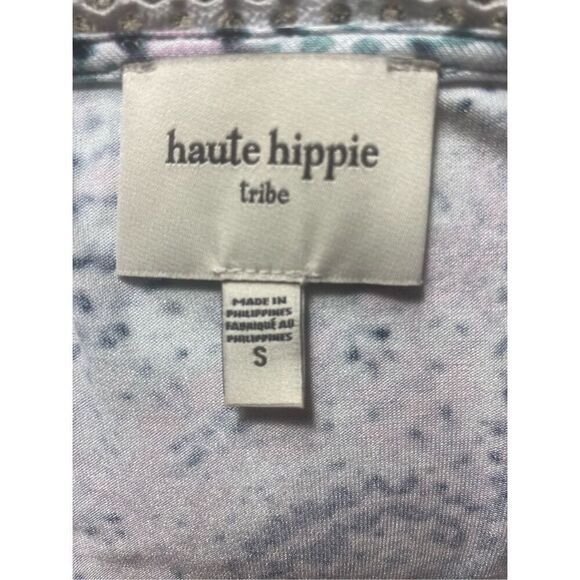 haute hippie
tribe
MADE IN
PHILIPPINES
FABRIQUÉ AU
PHILIPPINES
S